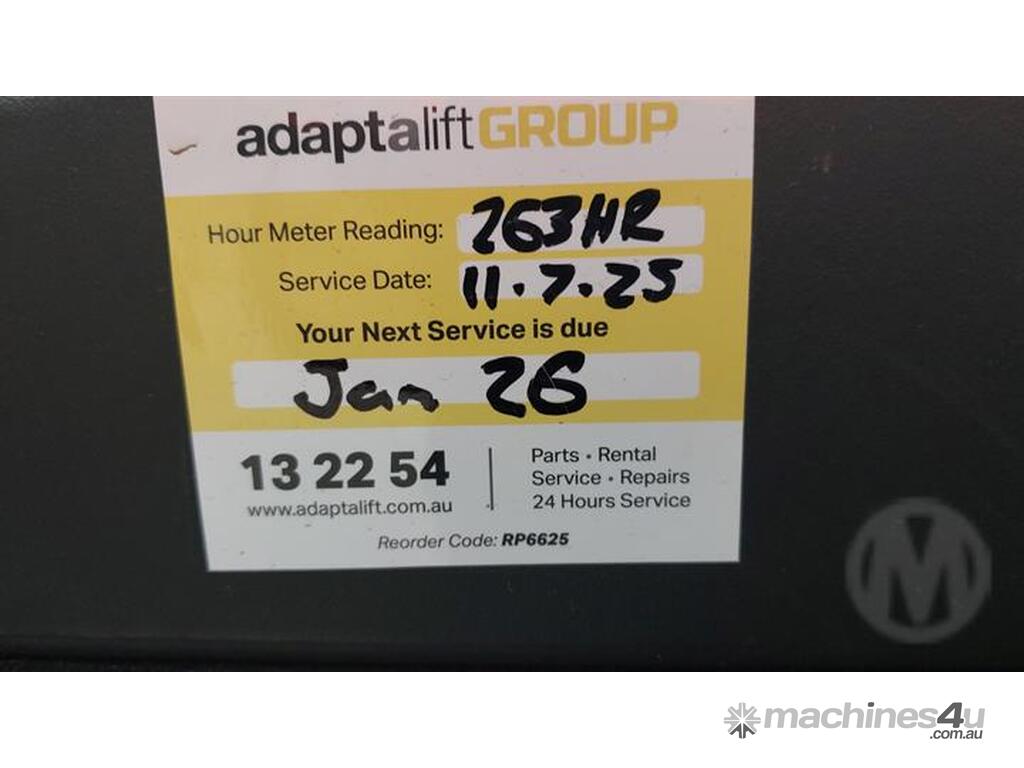 adaptaliftGROUP
Hour Meter Reading: 263HR
Service Date: 11.7.25
Your Next Service is due
Jan 26
13 22 54
www.adaptalift.com.au
Parts • Rental
Service • Repairs
24 Hours Service
Reorder Code: RP6625
M
machines4u
.com.au